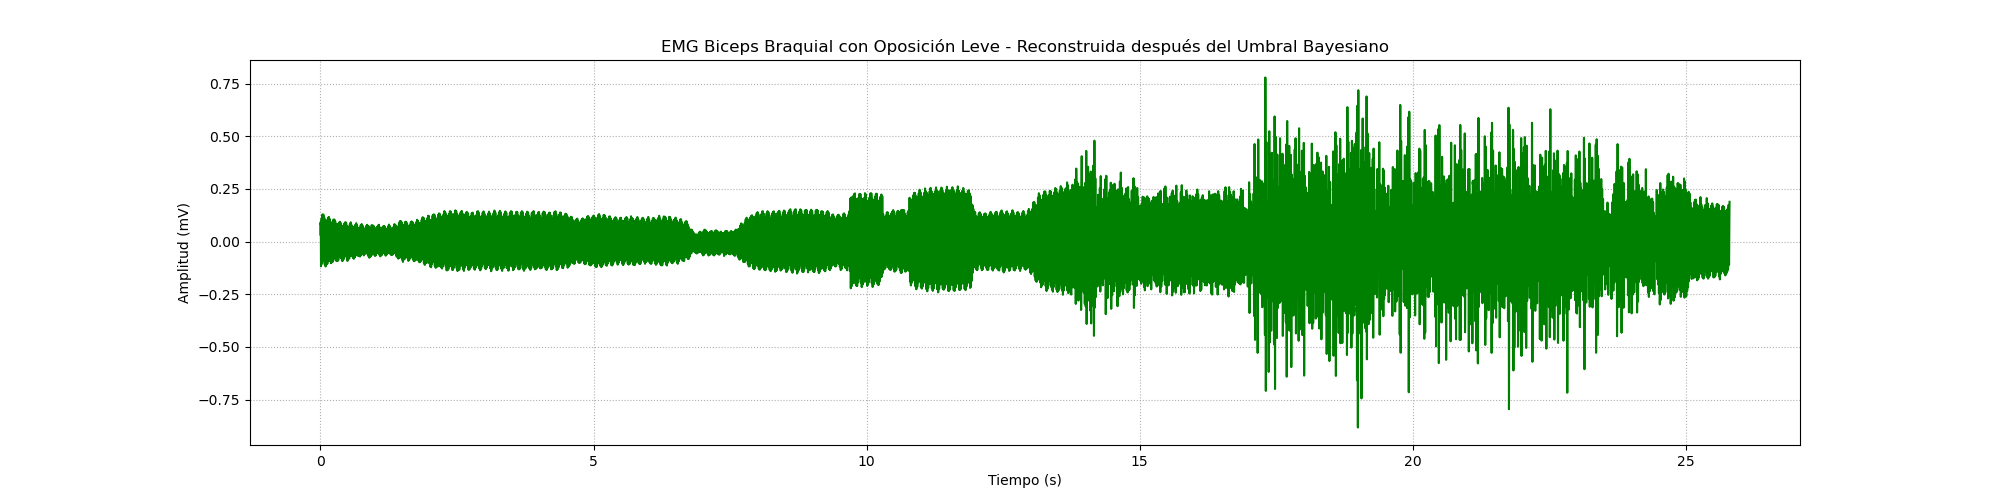 EMG Biceps Braquial con Oposición Leve - Reconstruida después del Umbral Bayesiano
Amplitud (mV)
0.75
0.50
0.25
0.00
−0.25
−0.50
−0.75
0 5 10 15 20 25
Tiempo (s)